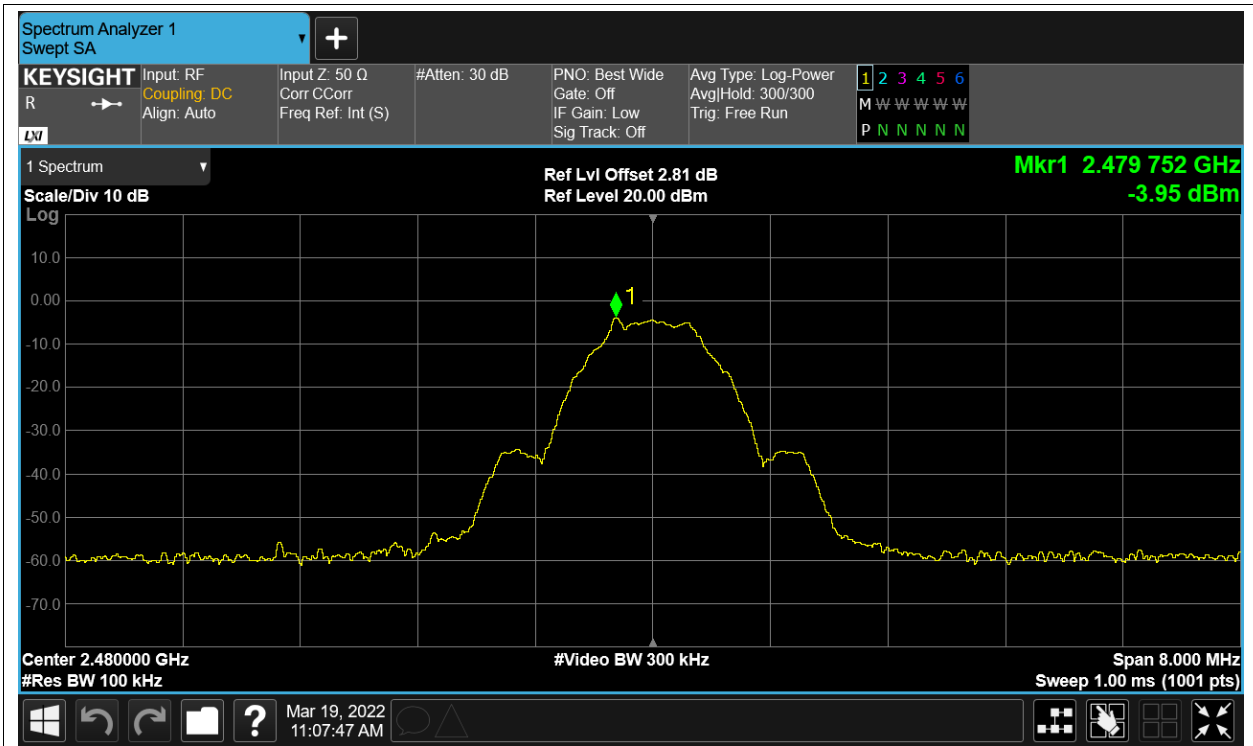 Spectrum Analyzer 1
Swept SA
KEYSIGHT
R
LXI
Input: RF
Coupling: DC
Align: Auto
Input Z: 50 Ω
Corr CCorr
Freq Ref: Int (S)
#Atten: 30 dB
PNO: Best Wide
Gate: Off
IF Gain: Low
Sig Track: Off
Avg Type: Log-Power
Avg|Hold: 300/300
Trig: Free Run
1 2 3 4 5 6
M W W W W W
P N N N N N
1 Spectrum
Scale/Div 10 dB
Log
Ref Lvl Offset 2.81 dB
Ref Level 20.00 dBm
Mkr1 2.479 752 GHz
-3.95 dBm
10.0
0.00
-10.0
-20.0
-30.0
-40.0
-50.0
-60.0
-70.0
1
Center 2.480000 GHz
#Res BW 100 kHz
#Video BW 300 kHz
Span 8.000 MHz
Sweep 1.00 ms (1001 pts)
?
Mar 19, 2022
11:07:47 AM